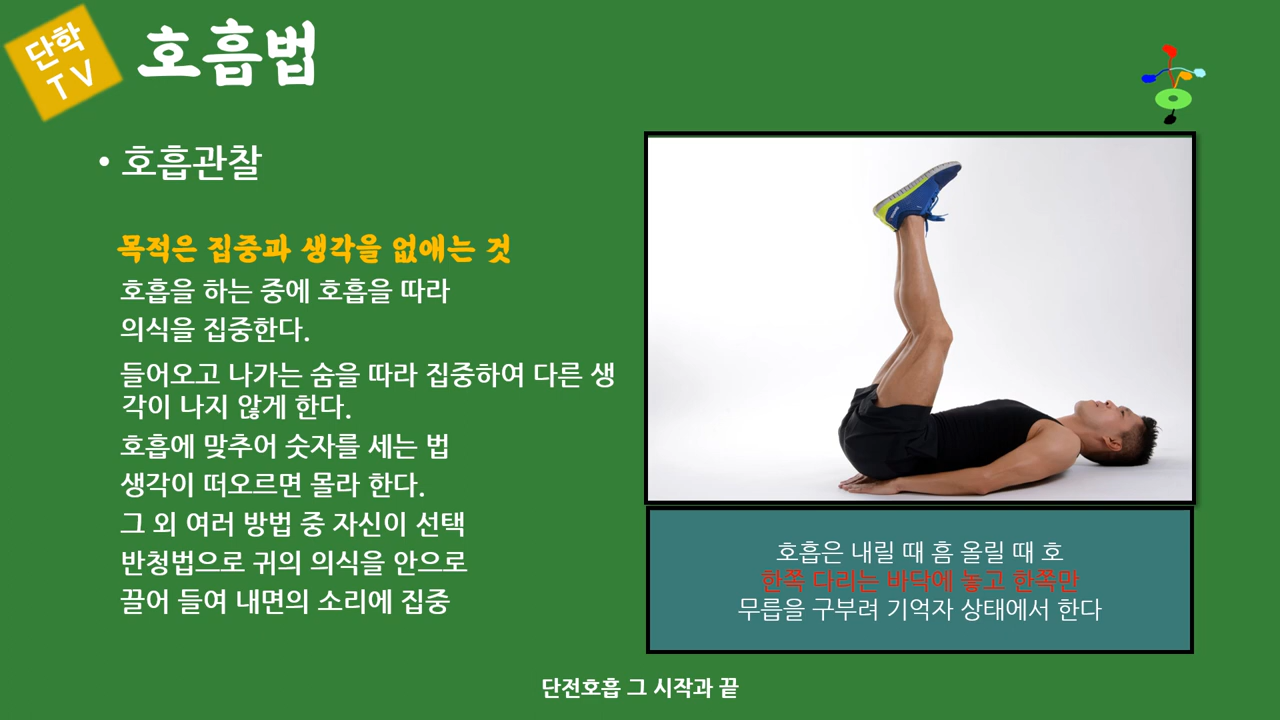 단학
TV
호흡법
• 호흡관찰
목적은 집중과 생각을 없애는 것
호흡을 하는 중에 호흡을 따라
의식을 집중한다.
들어오고 나가는 숨을 따라 집중하여 다른 생
각이 나지 않게 한다.
호흡에 맞추어 숫자를 세는 법
생각이 떠오르면 몰라 한다.
그 외 여러 방법 중 자신이 선택
반청법으로 귀의 의식을 안으로
끌어 들여 내면의 소리에 집중
호흡은 내릴 때 흠 올릴 때 호
한쪽 다리는 바닥에 놓고 한쪽만
무릅을 구부려 기억자 상태에서 한다
단전호흡 그 시작과 끝